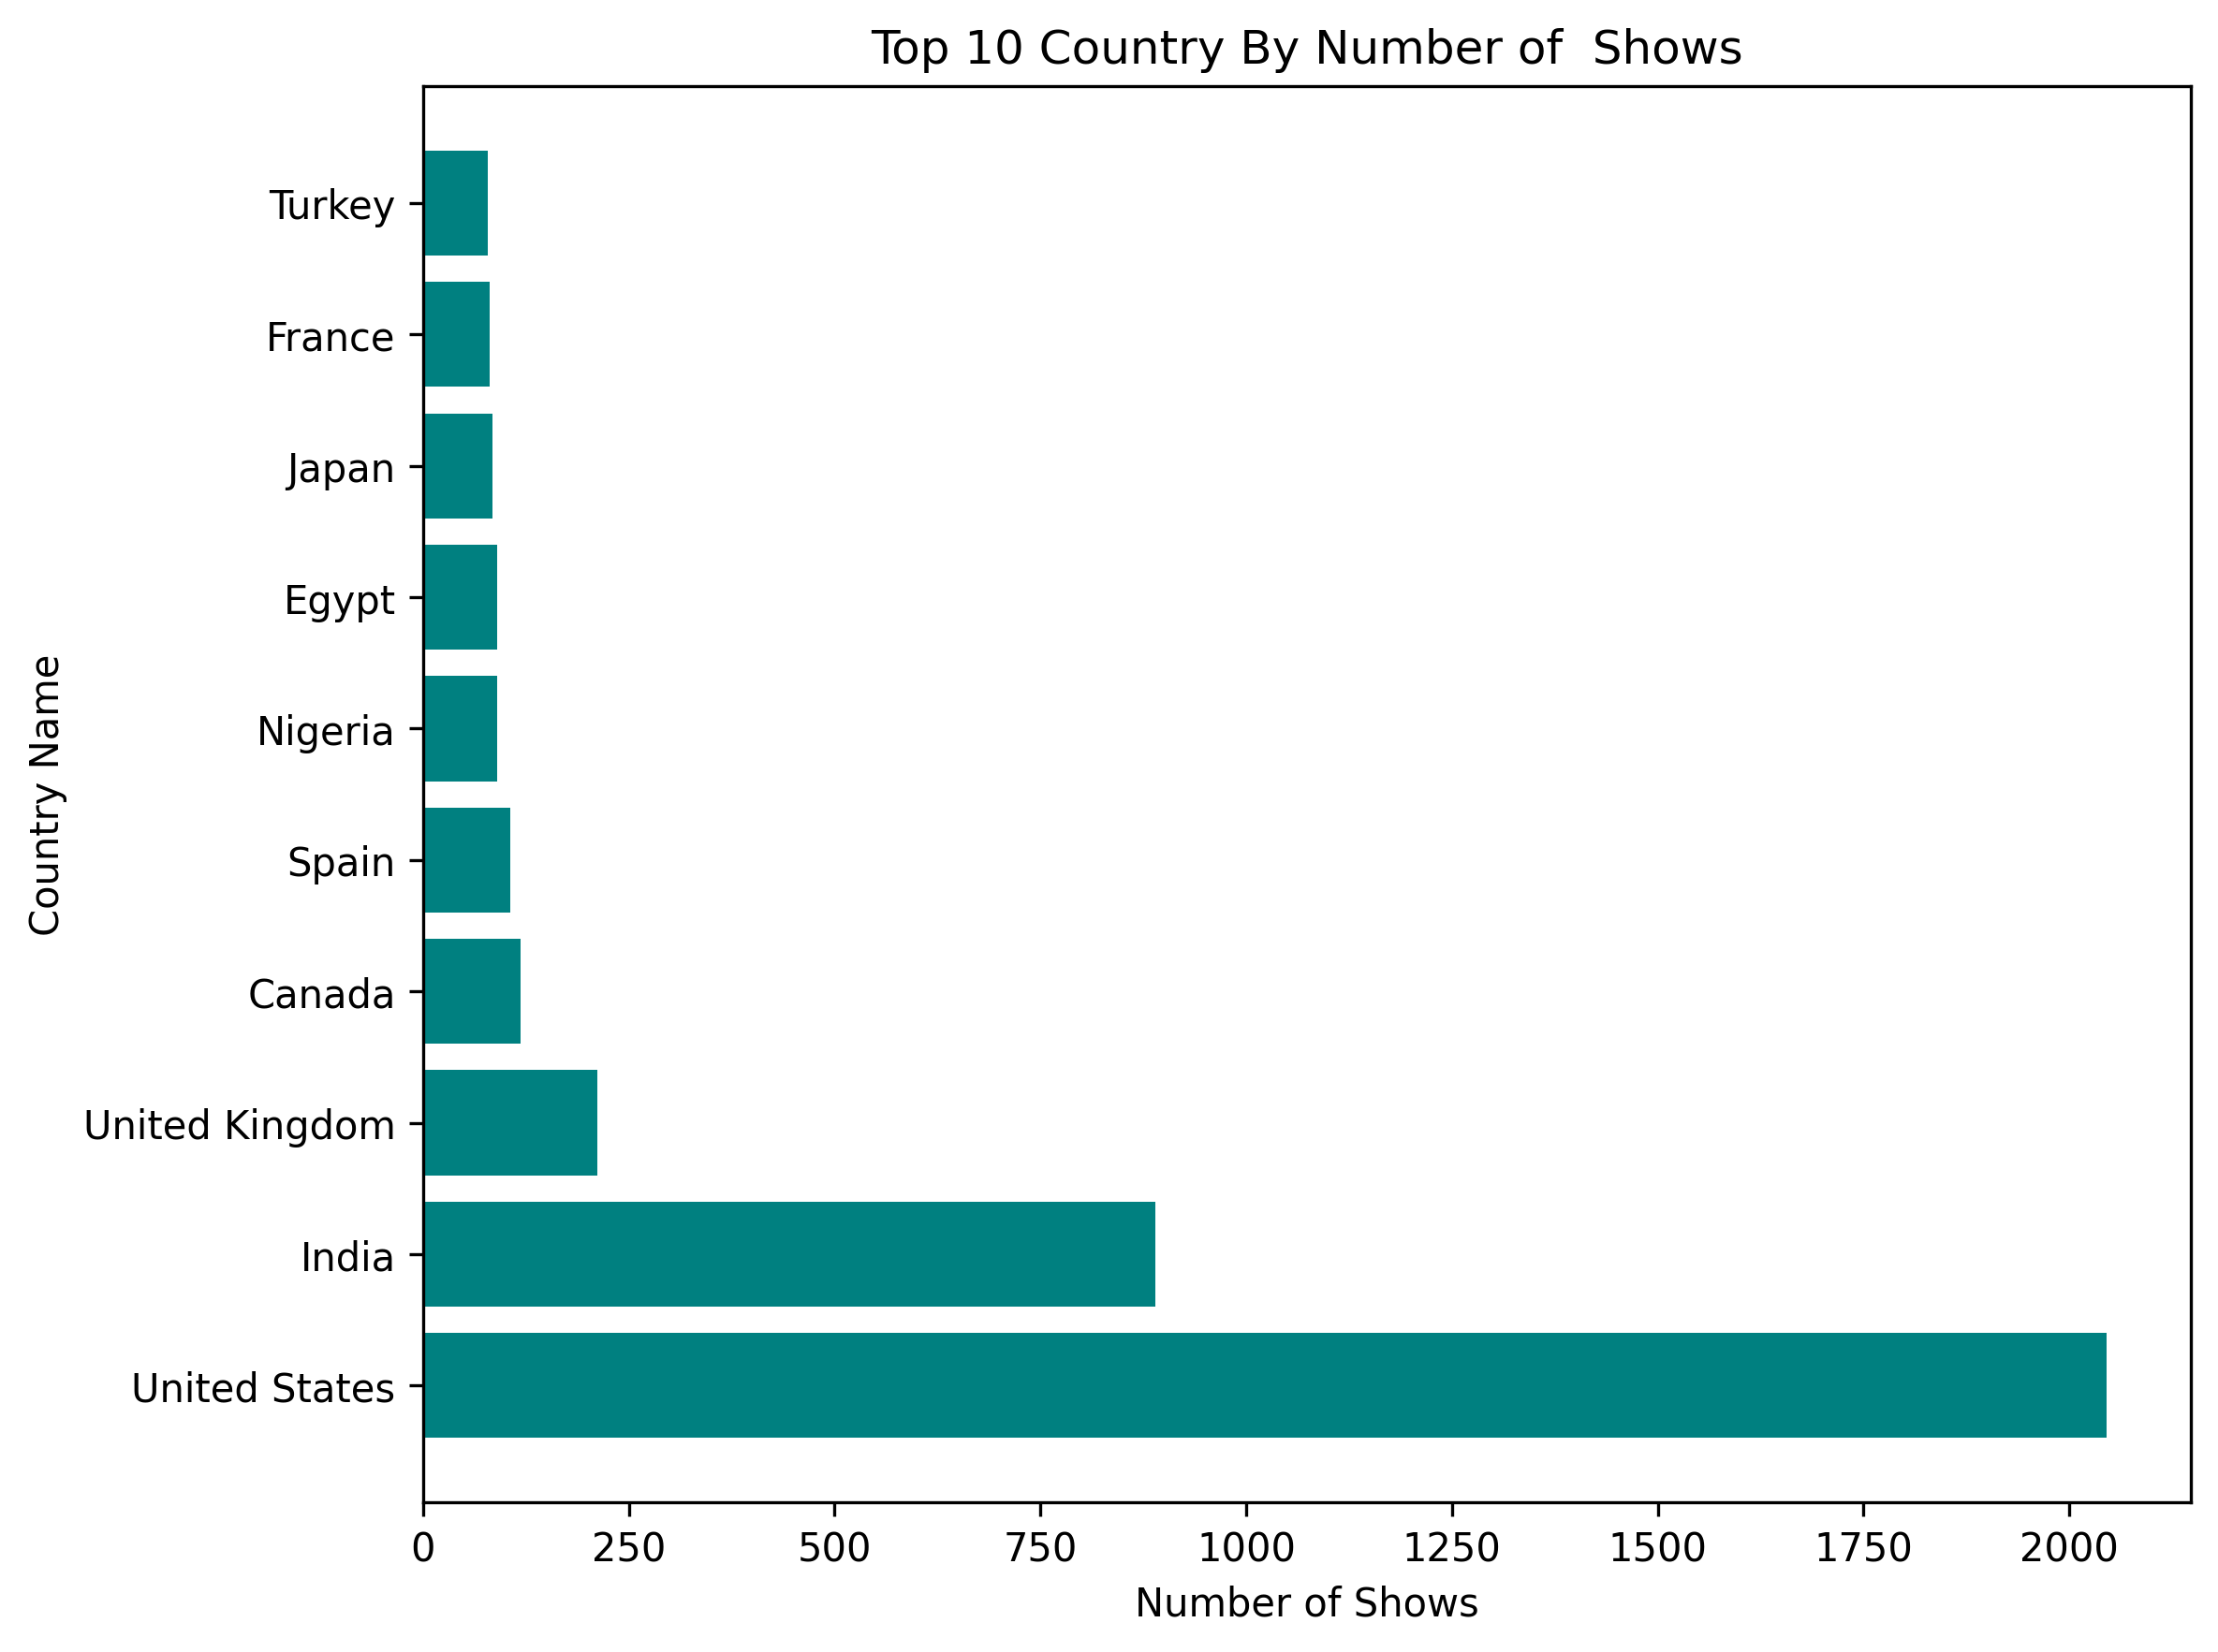 Top 10 Country By Number of  Shows
Country Name
Turkey
France
Japan
Egypt
Nigeria
Spain
Canada
United Kingdom
India
United States
0 250 500 750 1000 1250 1500 1750 2000
Number of Shows